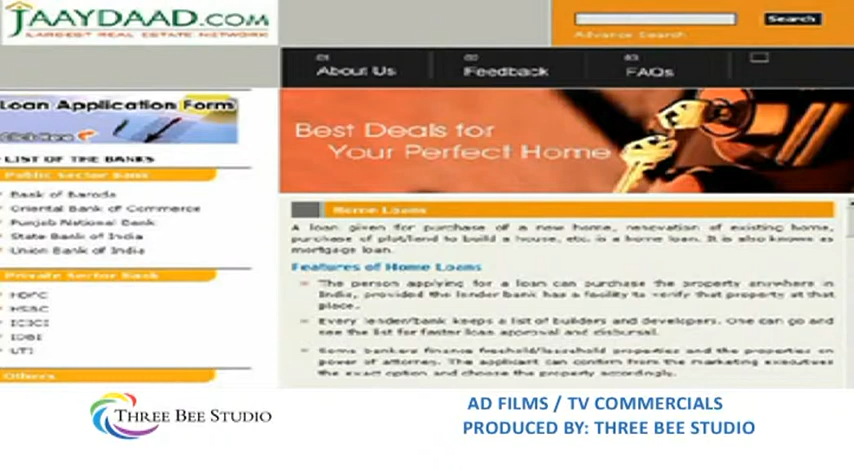 JAAYDAAD.COM
LARGEST REAL ESTATE NETWORK
Search
Advance Search
01
About Us
02
Feedback
03
FAQs
Loan Application Form
Click Here
Best Deals for
Your Perfect Home
LIST OF THE BANKS
Public Sector Bank
Bank of Baroda
Oriental Bank of Commerce
Punjab National Bank
State Bank of India
Union Bank of India
Private Sector Bank
HDFC
HSBC
ICICI
IDBI
UTI
Others
Home Loans
A loan given for purchase of a new home, renovation of existing home,
purchase of plot/land to build a house, etc. is a home loan. It is also known as
mortgage loan.
Features of Home Loans
The person applying for a loan can purchase the property anywhere in
India, provided the lender bank has a facility to verify that property at that
place.
Every lender/bank keeps a list of builders and developers. One can go and
see the list for faster loan approval and disbursal.
Some bankers finance freehold/leasehold properties and the properties on
power of attorney. The applicant can confirm from the marketing executives
the exact option and choose the property accordingly.
THREE BEE STUDIO
AD FILMS / TV COMMERCIALS
PRODUCED BY: THREE BEE STUDIO